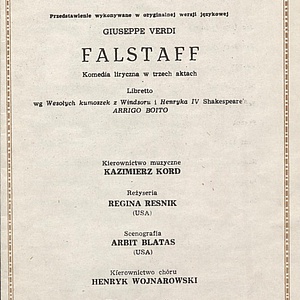 Przedstawienie wykonywane w oryginalnej wersji językowej
GIUSEPPE VERDI
FALSTAFF
Komedia liryczna w trzech aktach
Libretto
wg Wesołych kumoszek z Windsoru i Henryka IV Shakespeare'
ARRIGO BOITO
Kierownictwo muzyczne
KAZIMIERZ KORD
Reżyseria
REGINA RESNIK
(USA)
Scenografia
ARBIT BLATAS
(USA)
Kierownictwo chóru
HENRYK WOJNAROWSKI